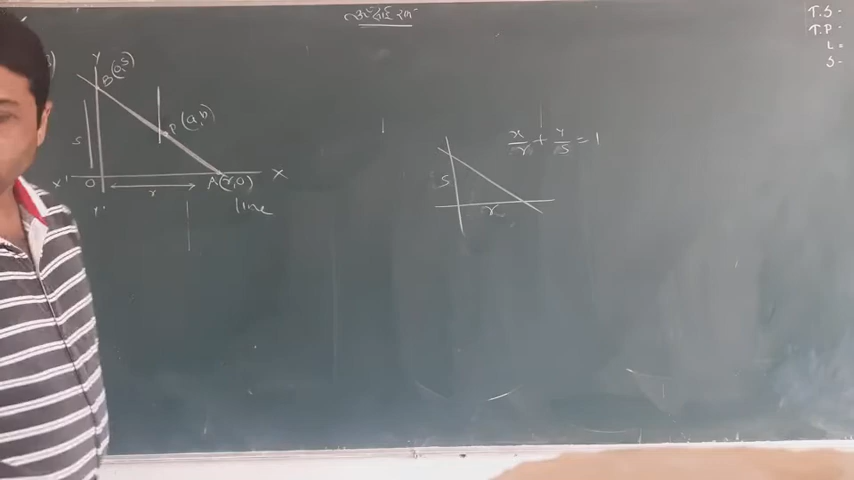 T.S-
T.P-
L=
S-
Y
B(0,S)
P(a,b)
S
X' O r A(r,0) X
Y'
line
x/r + y/S = 1
S
r